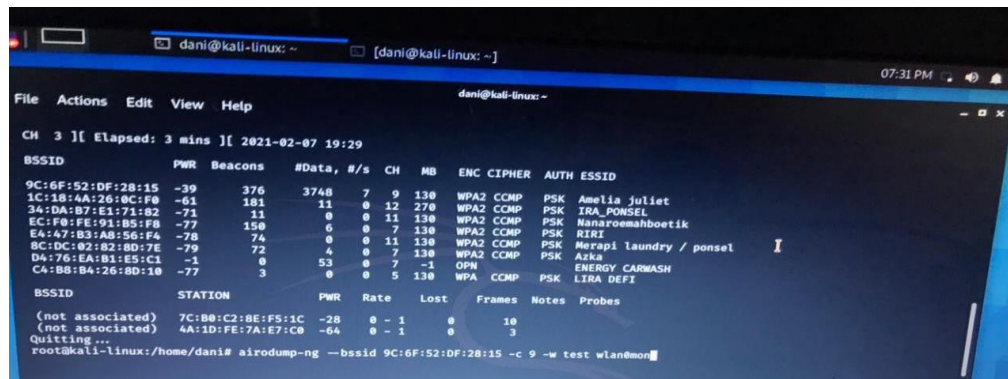 dani@kali-linux: ~ [dani@kali-linux: ~]
07:31 PM
dani@kali-linux: ~
File Actions Edit View Help
CH 3 ][ Elapsed: 3 mins ][ 2021-02-07 19:29
BSSID PWR Beacons #Data, #/s CH MB ENC CIPHER AUTH ESSID
9C:6F:52:DF:28:15 -39 376 3748 7 9 130 WPA2 CCMP PSK Amelia juliet
1C:18:4A:26:0C:F0 -61 181 11 0 12 270 WPA2 CCMP PSK IRA_PONSEL
34:DA:B7:E1:71:82 -71 11 0 0 11 130 WPA2 CCMP PSK Nanaroemahboetik
EC:F0:FE:91:B5:F8 -77 150 6 0 7 130 WPA2 CCMP PSK RIRI
E4:47:B3:A8:56:F4 -78 74 0 0 11 130 WPA2 CCMP PSK Merapi laundry / ponsel
8C:DC:02:82:8D:7E -79 72 4 0 7 130 WPA2 CCMP PSK Azka
D4:76:EA:B1:E5:C1 -1 0 53 0 7 -1 OPN ENERGY CARWASH
C4:B8:B4:26:8D:10 -77 3 0 0 5 130 WPA CCMP PSK LIRA DEFI
BSSID STATION PWR Rate Lost Frames Notes Probes
(not associated) 7C:B0:C2:8E:F5:1C -28 0 - 1 0 10
(not associated) 4A:1D:FE:7A:E7:C0 -64 0 - 1 0 3
Quitting ...
root@kali-linux:/home/dani# airodump-ng --bssid 9C:6F:52:DF:28:15 -c 9 -w test wlan0mon